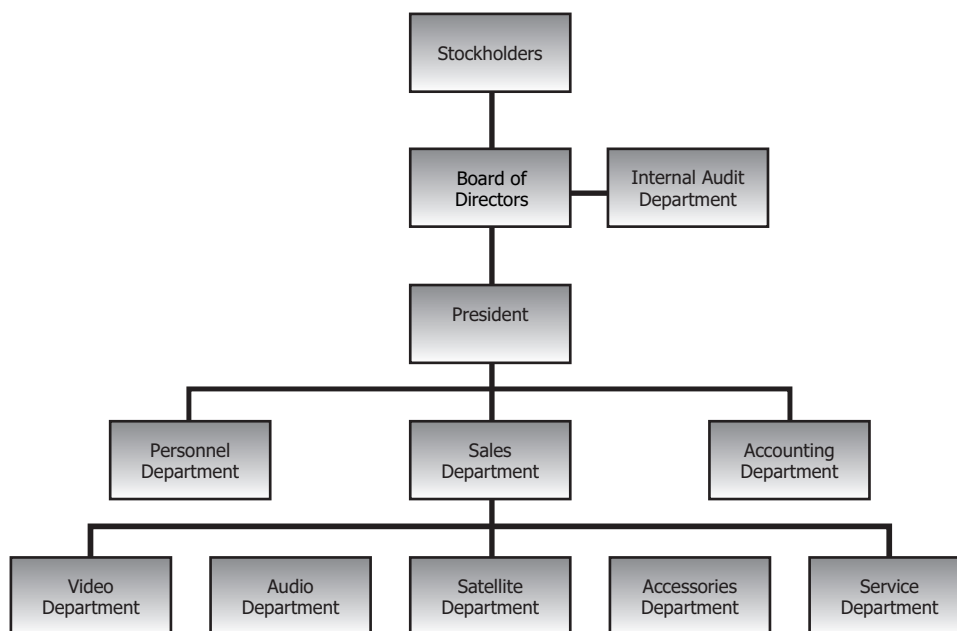 Stockholders
Board of
Directors
Internal Audit
Department
President
Personnel
Department
Sales
Department
Accounting
Department
Video
Department
Audio
Department
Satellite
Department
Accessories
Department
Service
Department